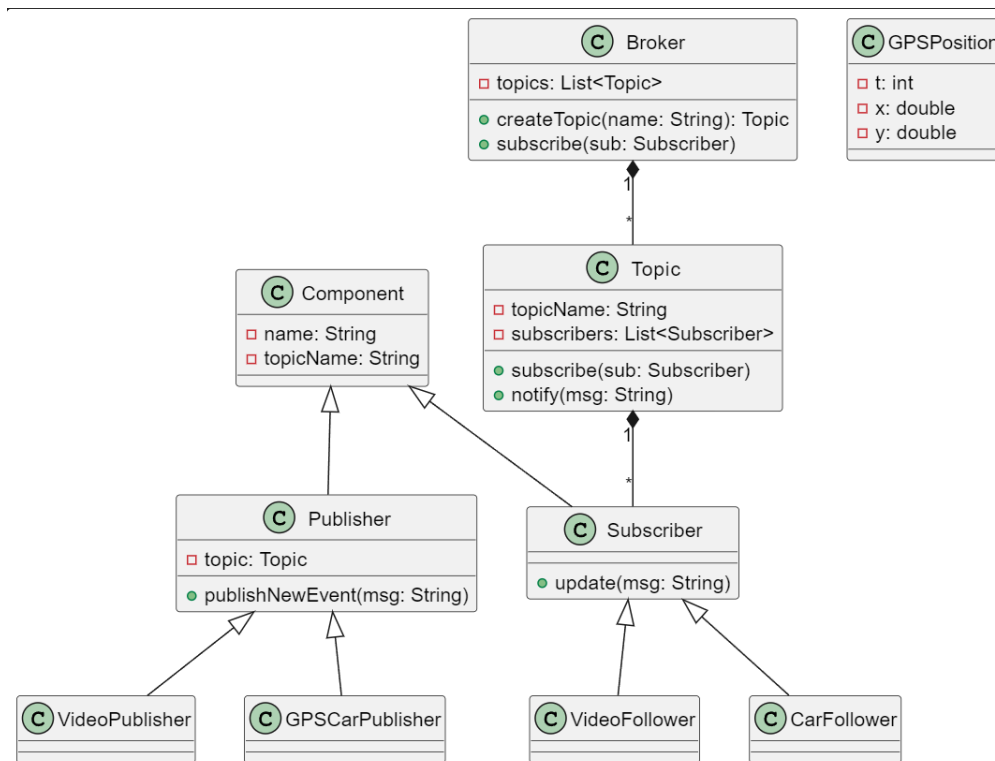 C Broker
topics: List<Topic>
createTopic(name: String): Topic
subscribe(sub: Subscriber)
C GPSPosition
t: int
x: double
y: double
1
*
C Component
name: String
topicName: String
C Topic
topicName: String
subscribers: List<Subscriber>
subscribe(sub: Subscriber)
notify(msg: String)
1
*
C Publisher
topic: Topic
publishNewEvent(msg: String)
C Subscriber
update(msg: String)
C VideoPublisher
C GPSCarPublisher
C VideoFollower
C CarFollower